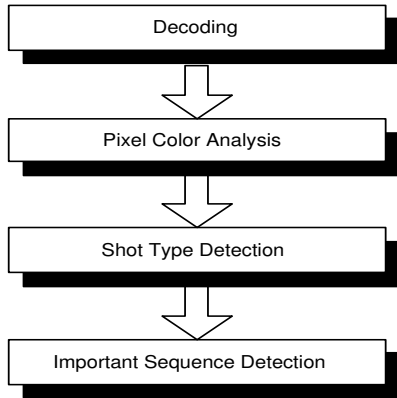 Decoding
Pixel Color Analysis
Shot Type Detection
Important Sequence Detection